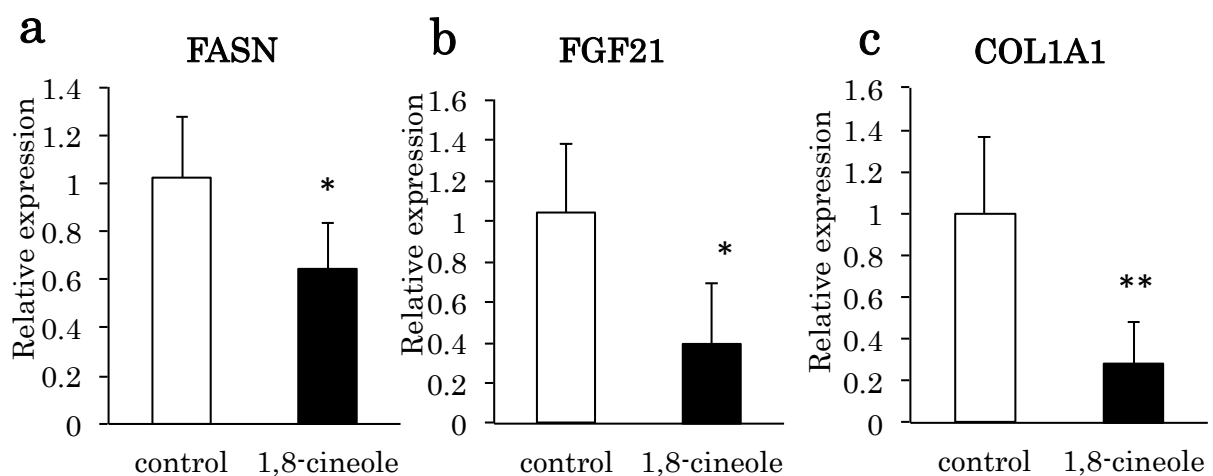 a
FASN
Relative expression
1.4
1.2
1
0.8
0.6
0.4
0.2
0
*
control 1,8-cineole
b
FGF21
Relative expression
1.6
1.4
1.2
1
0.8
0.6
0.4
0.2
0
*
control 1,8-cineole
c
COL1A1
Relative expression
1.6
1.4
1.2
1
0.8
0.6
0.4
0.2
0
**
control 1,8-cineole